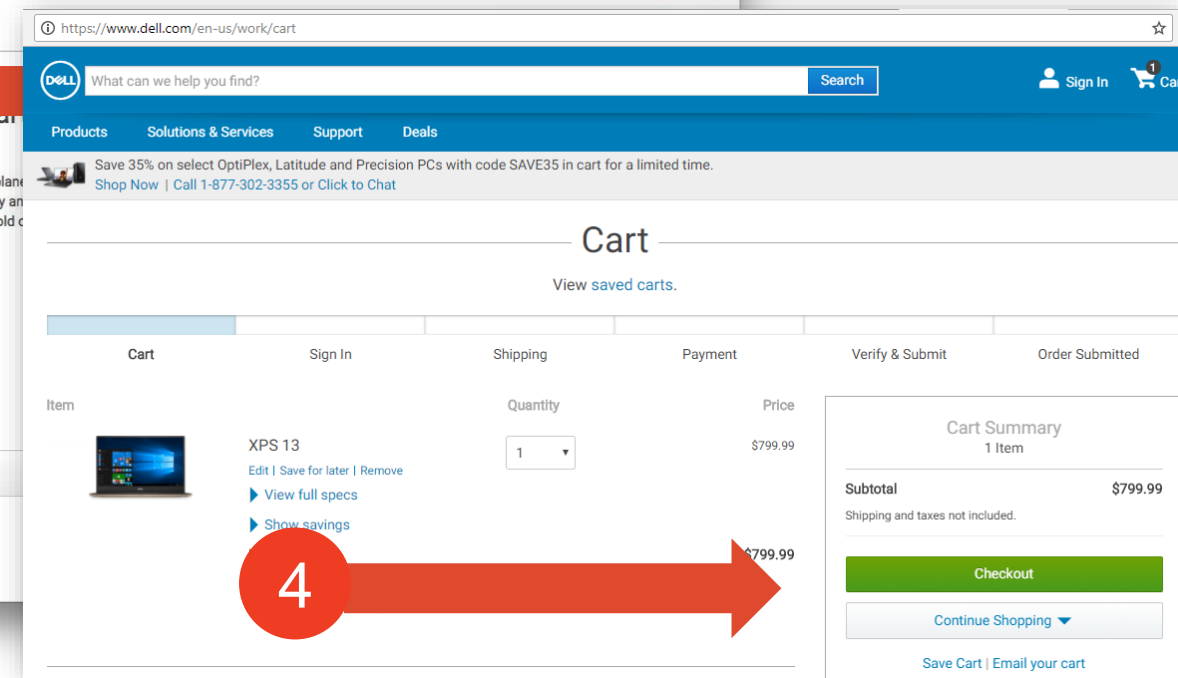 https://www.dell.com/en-us/work/cart
DELL
What can we help you find?
Search
Sign In
1
Products
Solutions & Services
Support
Deals
Save 35% on select OptiPlex, Latitude and Precision PCs with code SAVE35 in cart for a limited time.
Shop Now | Call 1-877-302-3355 or Click to Chat
Cart
View saved carts.
Cart
Sign In
Shipping
Payment
Verify & Submit
Order Submitted
Item
Quantity
Price
XPS 13
1
$799.99
Edit | Save for later | Remove
View full specs
Show savings
$799.99
4
Cart Summary
1 Item
Subtotal
$799.99
Shipping and taxes not included.
Checkout
Continue Shopping
Save Cart | Email your cart